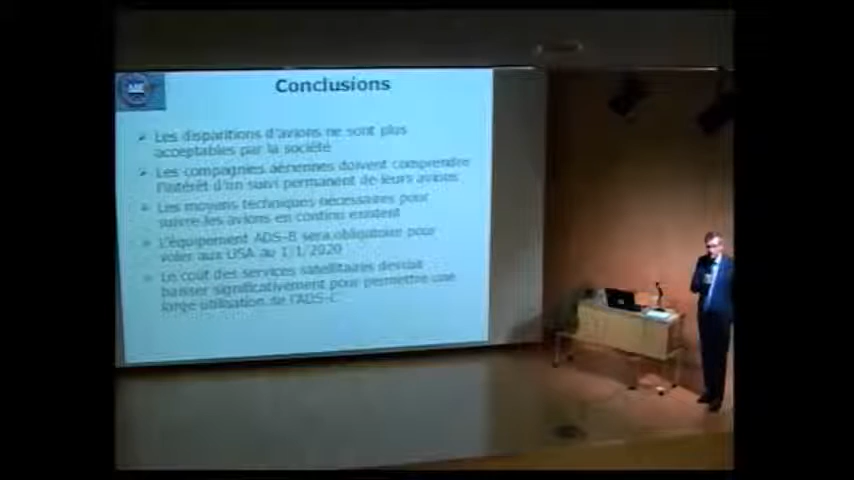 Conclusions
Les disparitions d'avions ne sont plus
acceptables par la société
Les compagnies aériennes doivent comprendre
l'intérêt d'un suivi permanent de leurs avions
Les moyens techniques nécessaires pour
suivre les avions en continu existent
L'équipement ADS-B sera obligatoire pour
voler aux USA au 1/1/2020
Le coût des services satellitaires devrait
baisser significativement pour permettre une
large utilisation de l'ADS-C